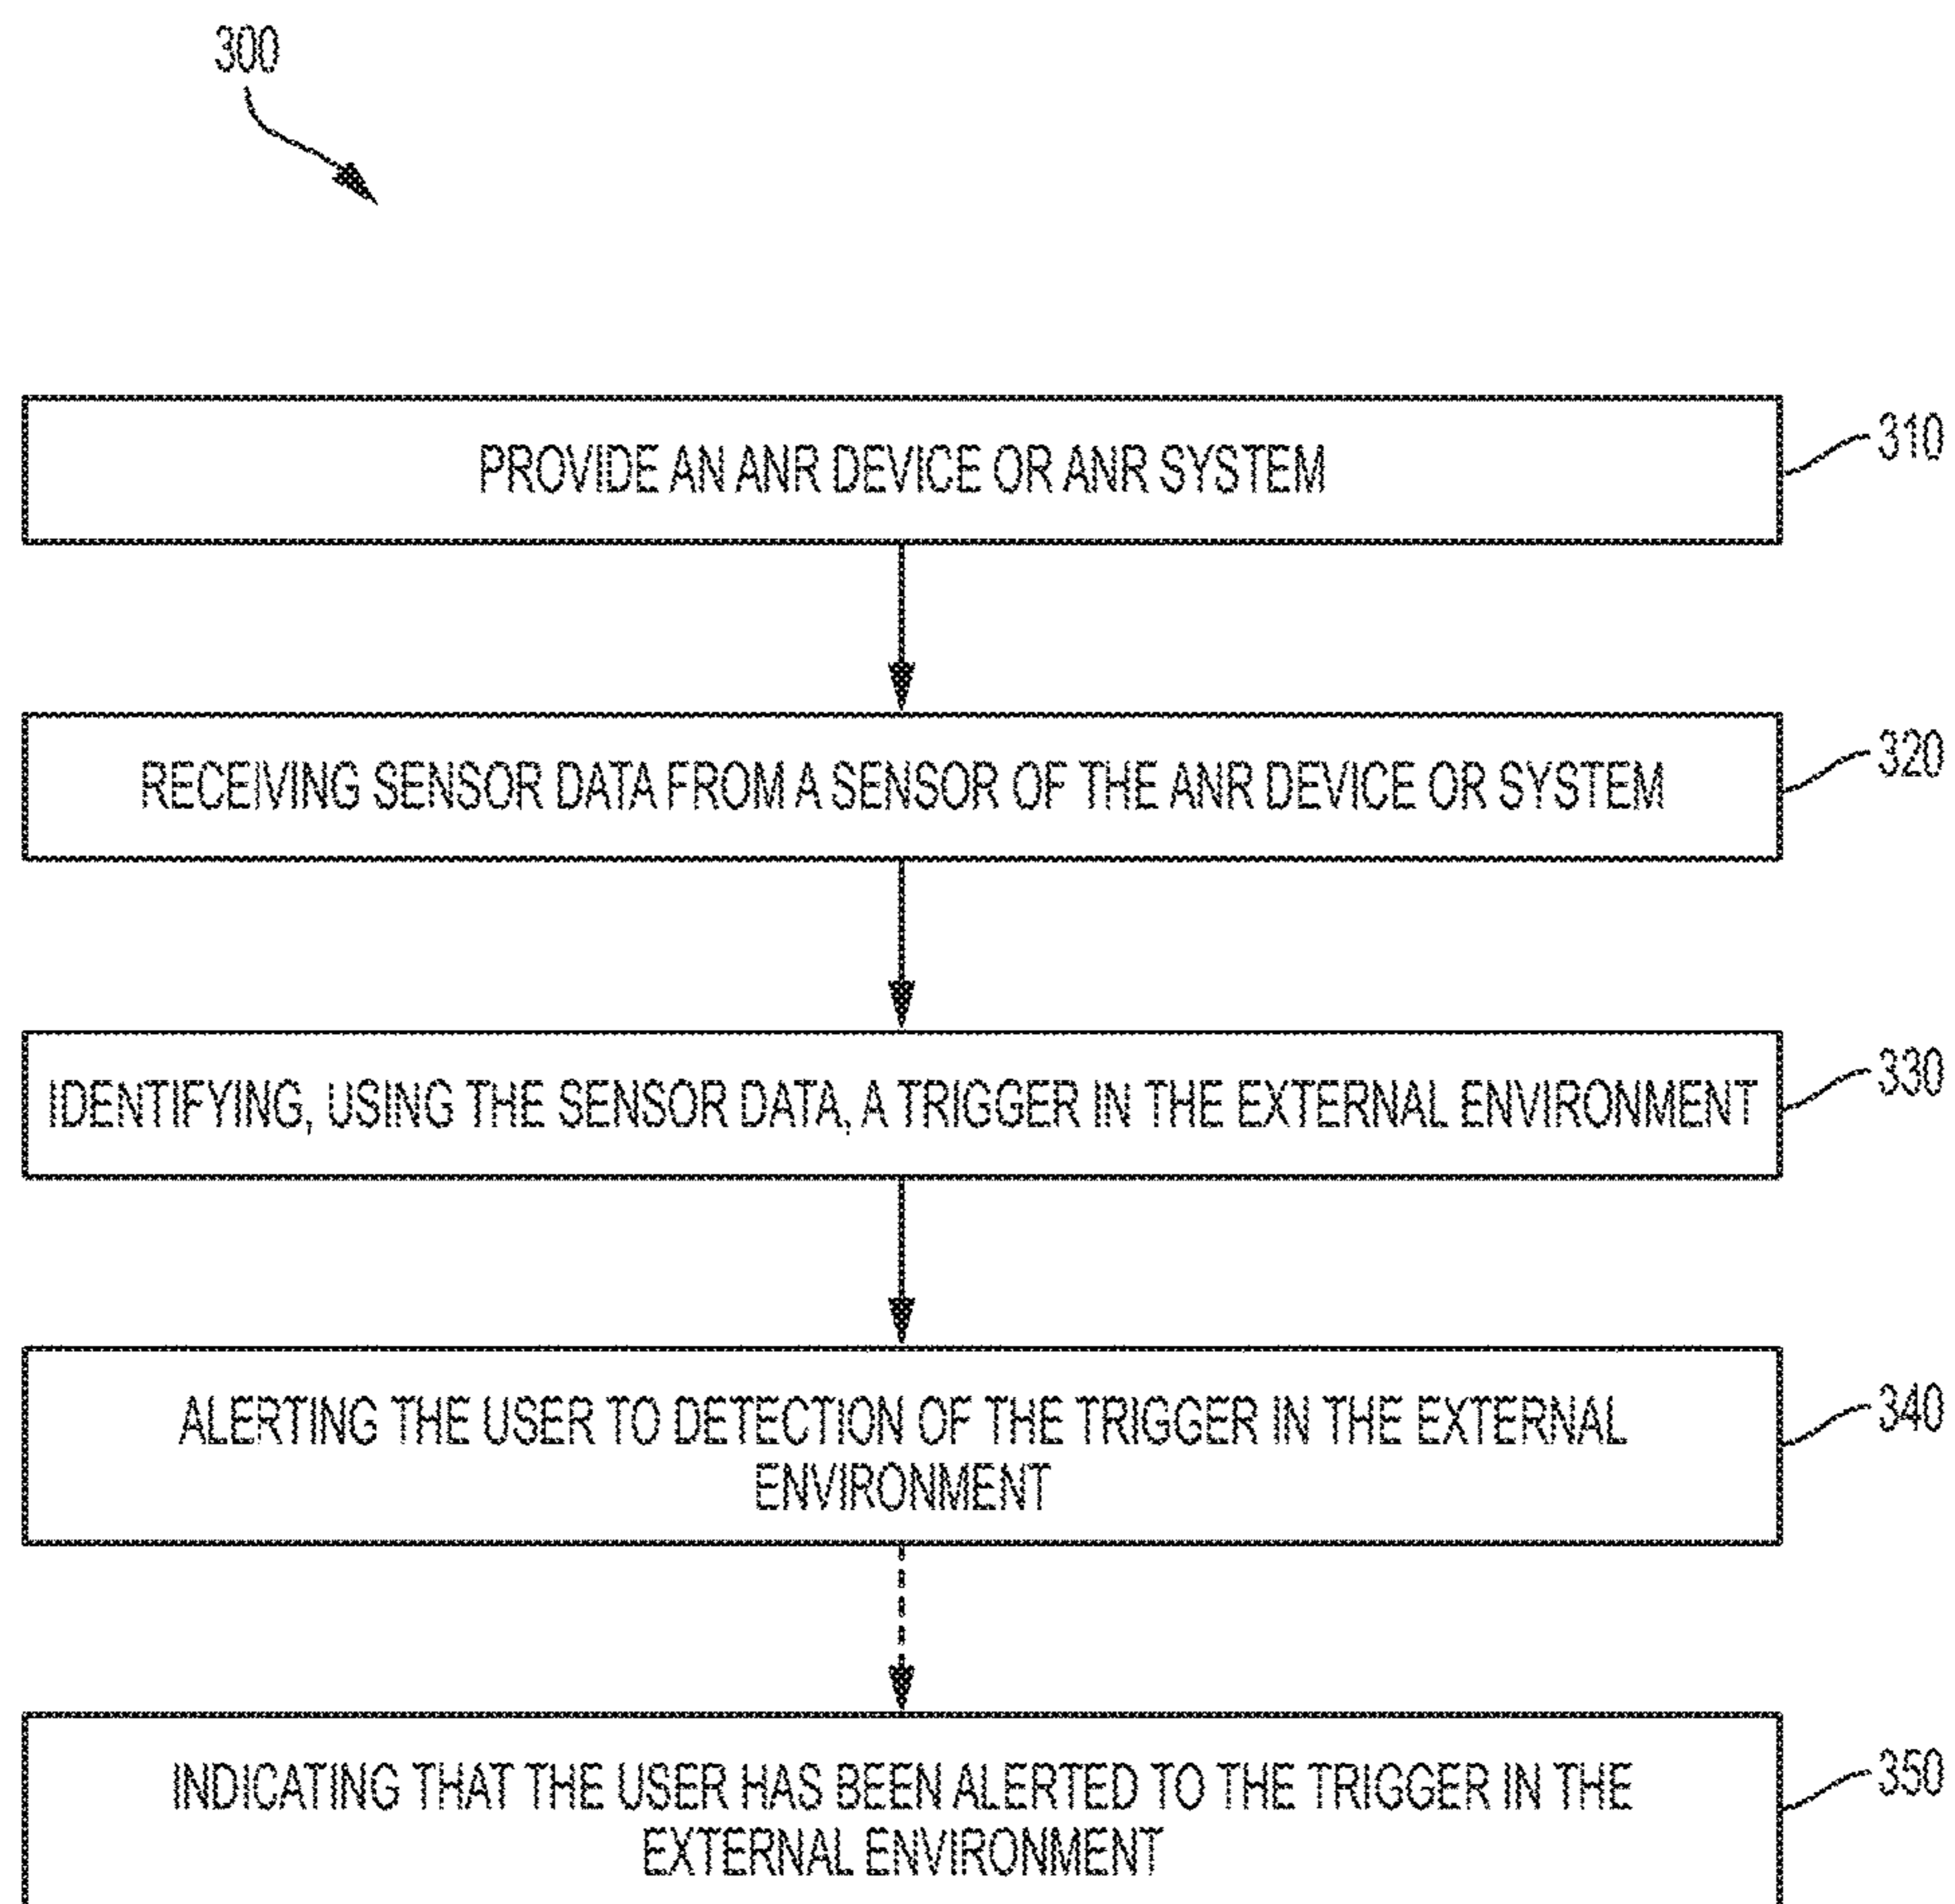 300
PROVIDE AN ANR DEVICE OR ANR SYSTEM
310
RECEIVING SENSOR DATA FROM A SENSOR OF THE ANR DEVICE OR SYSTEM
320
IDENTIFYING, USING THE SENSOR DATA, A TRIGGER IN THE EXTERNAL ENVIRONMENT
330
ALERTING THE USER TO DETECTION OF THE TRIGGER IN THE EXTERNAL
ENVIRONMENT
340
INDICATING THAT THE USER HAS BEEN ALERTED TO THE TRIGGER IN THE
EXTERNAL ENVIRONMENT
350